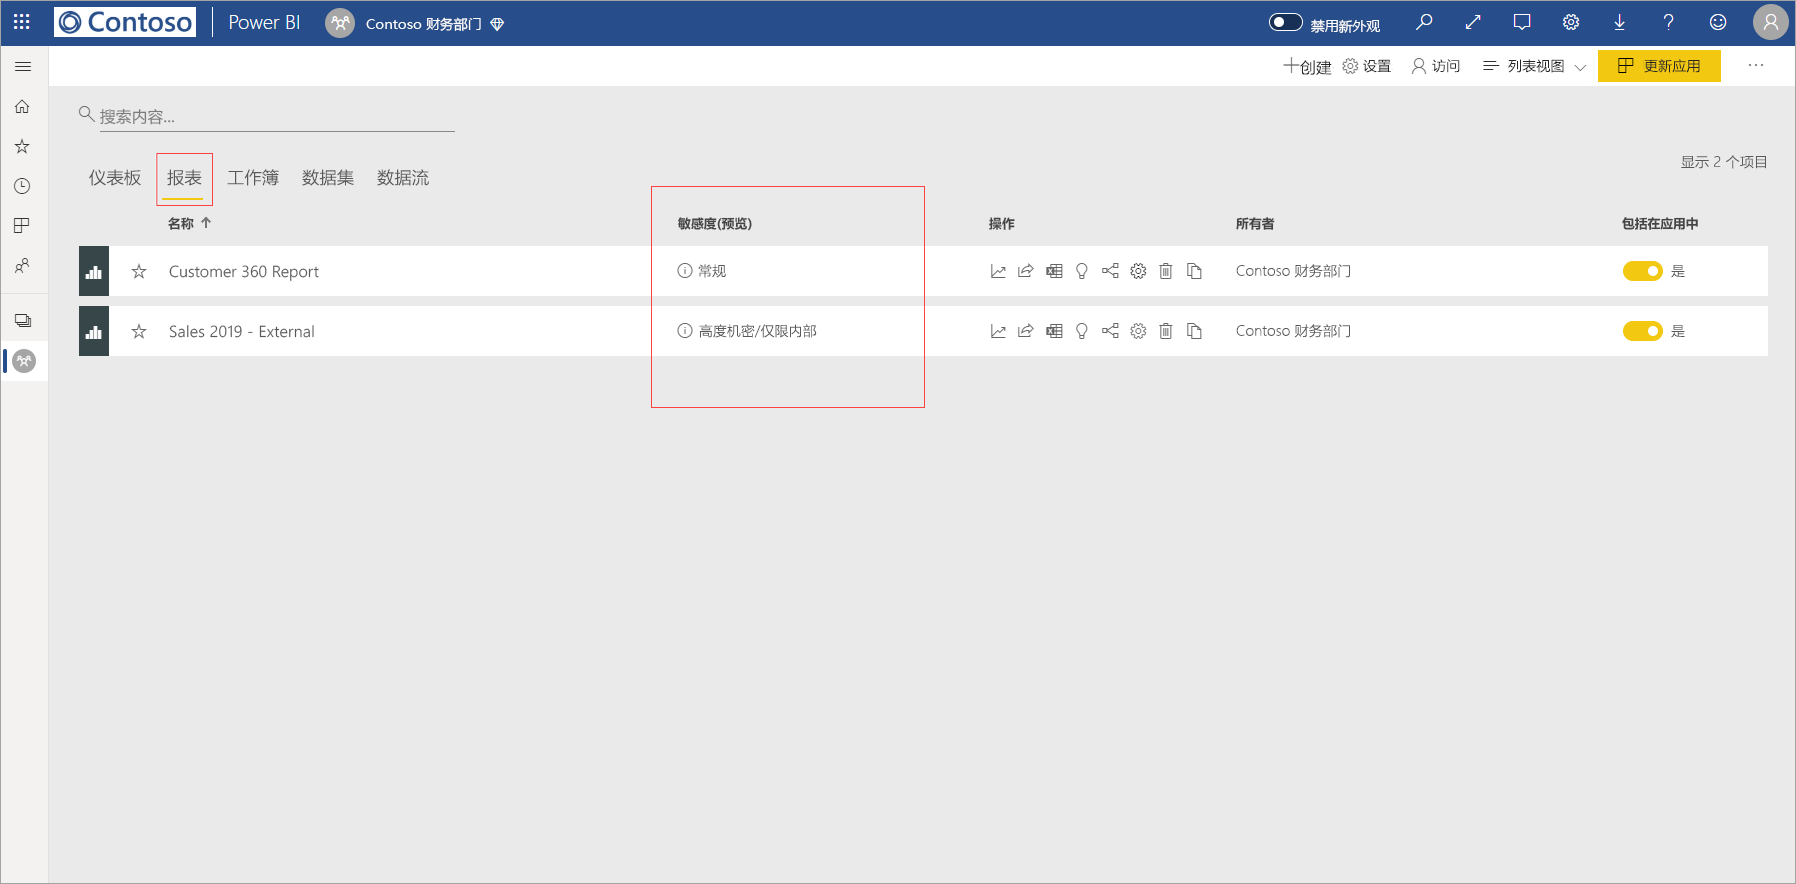 Contoso Power BI Contoso 财务部门 禁用新外观
创建 设置 访问 列表视图 更新应用
搜索内容...
显示 2 个项目
仪表板 报表 工作簿 数据集 数据流
名称 敏感度(预览) 操作 所有者 包括在应用中
Customer 360 Report 常规 Contoso 财务部门 是
Sales 2019 - External 高度机密/仅限内部 Contoso 财务部门 是